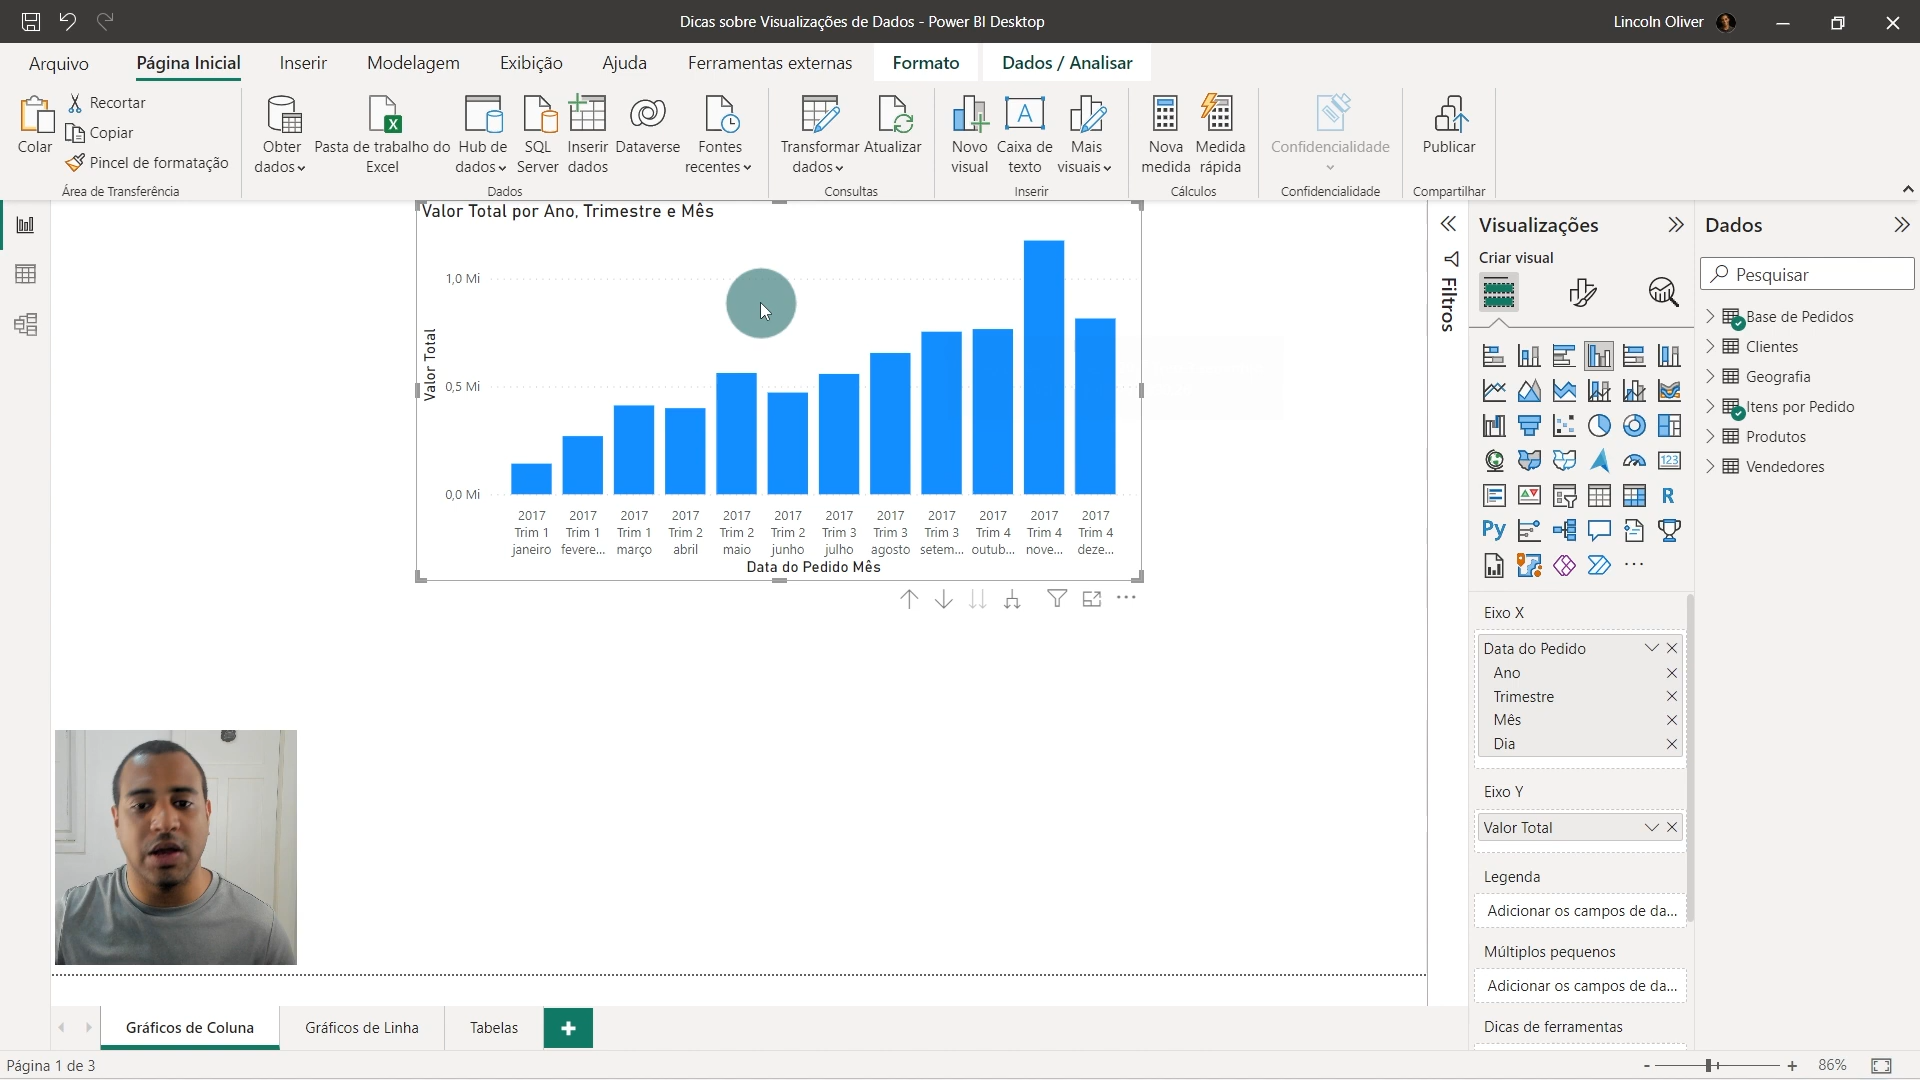 Dicas sobre Visualizações de Dados - Power BI Desktop
Lincoln Oliver
Arquivo
Página Inicial
Inserir
Modelagem
Exibição
Ajuda
Ferramentas externas
Formato
Dados / Analisar
Colar
Recortar
Copiar
Pincel de formatação
Área de Transferência
Obter
dados
Pasta de trabalho do
Excel
Hub de
dados
SQL
Server
Inserir
dados
Dataverse
Fontes
recentes
Dados
Transformar
dados
Atualizar
Consultas
Novo
visual
A
Caixa de
texto
Mais
visuais
Inserir
Nova
medida
Medida
rápida
Cálculos
Confidencialidade
Confidencialidade
Publicar
Compartilhar
Valor Total por Ano, Trimestre e Mês
Valor Total
1,0 Mi
0,5 Mi
0,0 Mi
2017 2017 2017 2017 2017 2017 2017 2017 2017 2017 2017 2017
Trim 1 Trim 1 Trim 1 Trim 2 Trim 2 Trim 2 Trim 3 Trim 3 Trim 3 Trim 4 Trim 4 Trim 4
janeiro fevere... março abril maio junho julho agosto setem... outub... nove... deze...
Data do Pedido Mês
Filtros
Visualizações
Criar visual
123
R
Py
Eixo X
Data do Pedido
Ano
Trimestre
Mês
Dia
Eixo Y
Valor Total
Legenda
Adicionar os campos de da...
Múltiplos pequenos
Adicionar os campos de da...
Dicas de ferramentas
Dados
Pesquisar
Base de Pedidos
Clientes
Geografia
Itens por Pedido
Produtos
Vendedores
Gráficos de Coluna
Gráficos de Linha
Tabelas
Página 1 de 3
- + 86%